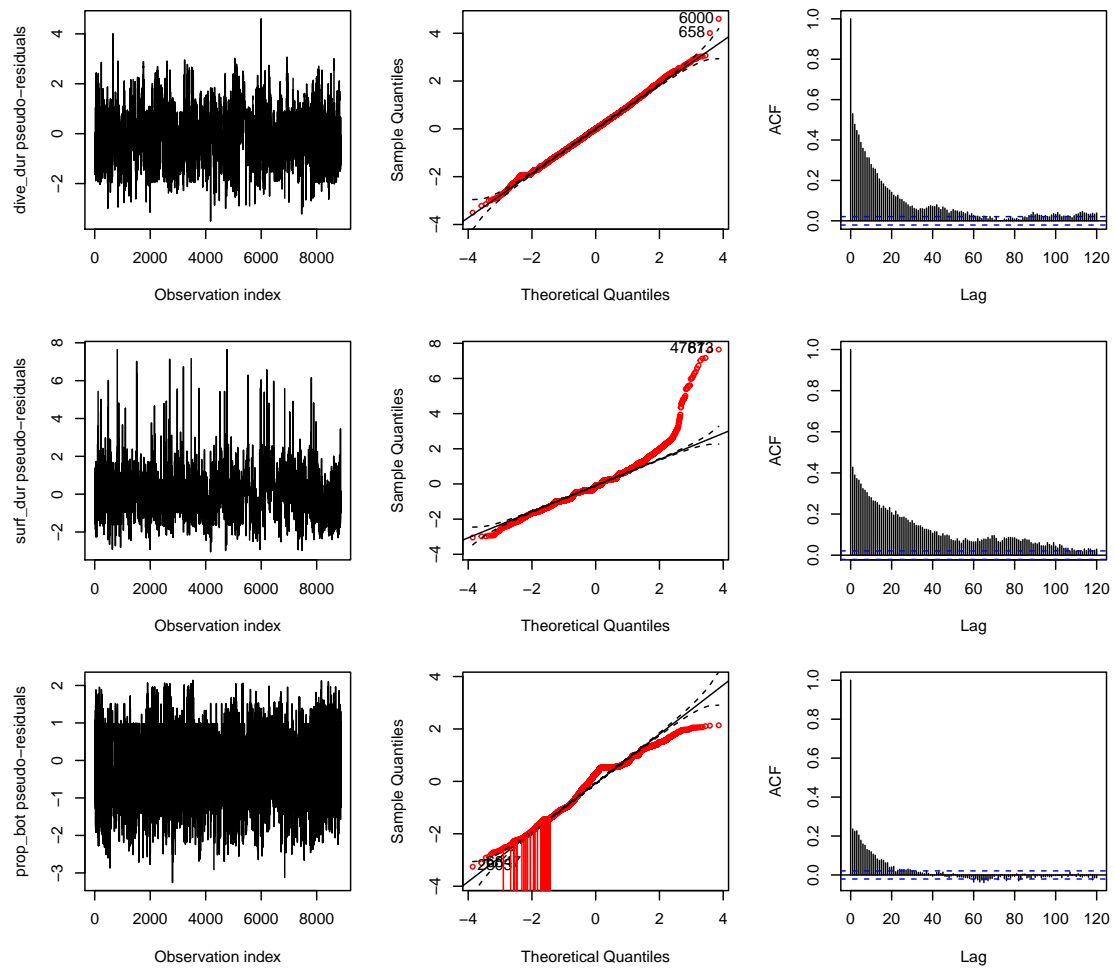 dive_dur pseudo−residuals
4
2
0
−2
0 2000 4000 6000 8000
Observation index
Sample Quantiles
4
2
0
−2
−4
6000
658
−4 −2 0 2 4
Theoretical Quantiles
ACF
1.0
0.8
0.6
0.4
0.2
0.0
0 20 40 60 80 100 120
Lag
surf_dur pseudo−residuals
8
6
4
2
0
−2
0 2000 4000 6000 8000
Observation index
Sample Quantiles
8
6
4
2
0
−2
−4
−4 −2 0 2 4
Theoretical Quantiles
ACF
1.0
0.8
0.6
0.4
0.2
0.0
0 20 40 60 80 100 120
Lag
prop_bot pseudo−residuals
2
1
0
−1
−2
−3
0 2000 4000 6000 8000
Observation index
Sample Quantiles
4
2
0
−2
−4
−4 −2 0 2 4
Theoretical Quantiles
ACF
1.0
0.8
0.6
0.4
0.2
0.0
0 20 40 60 80 100 120
Lag